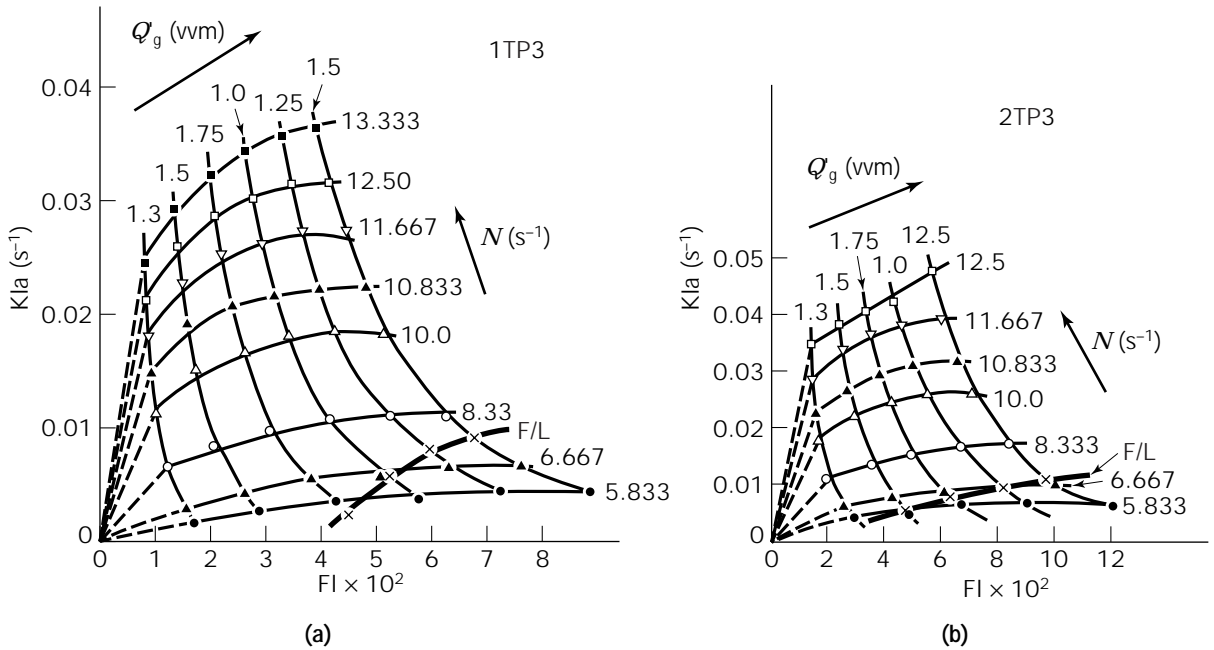 Q′g (vvm)
1TP3
1.5
1.0
1.25
1.75
13.333
1.5
12.50
1.3
11.667
N (s⁻¹)
10.833
10.0
8.33
F/L
6.667
5.833
0.04
0.03
0.02
0.01
0
Kla (s⁻¹)
0 1 2 3 4 5 6 7 8
Fl × 10²
(a)
2TP3
Q′g (vvm)
12.5
1.75
1.0
12.5
1.5
1.3
11.667
N (s⁻¹)
10.833
10.0
8.333
F/L
6.667
5.833
0.05
0.04
0.03
0.02
0.01
0
Kla (s⁻¹)
0 2 4 6 8 10 12
Fl × 10²
(b)